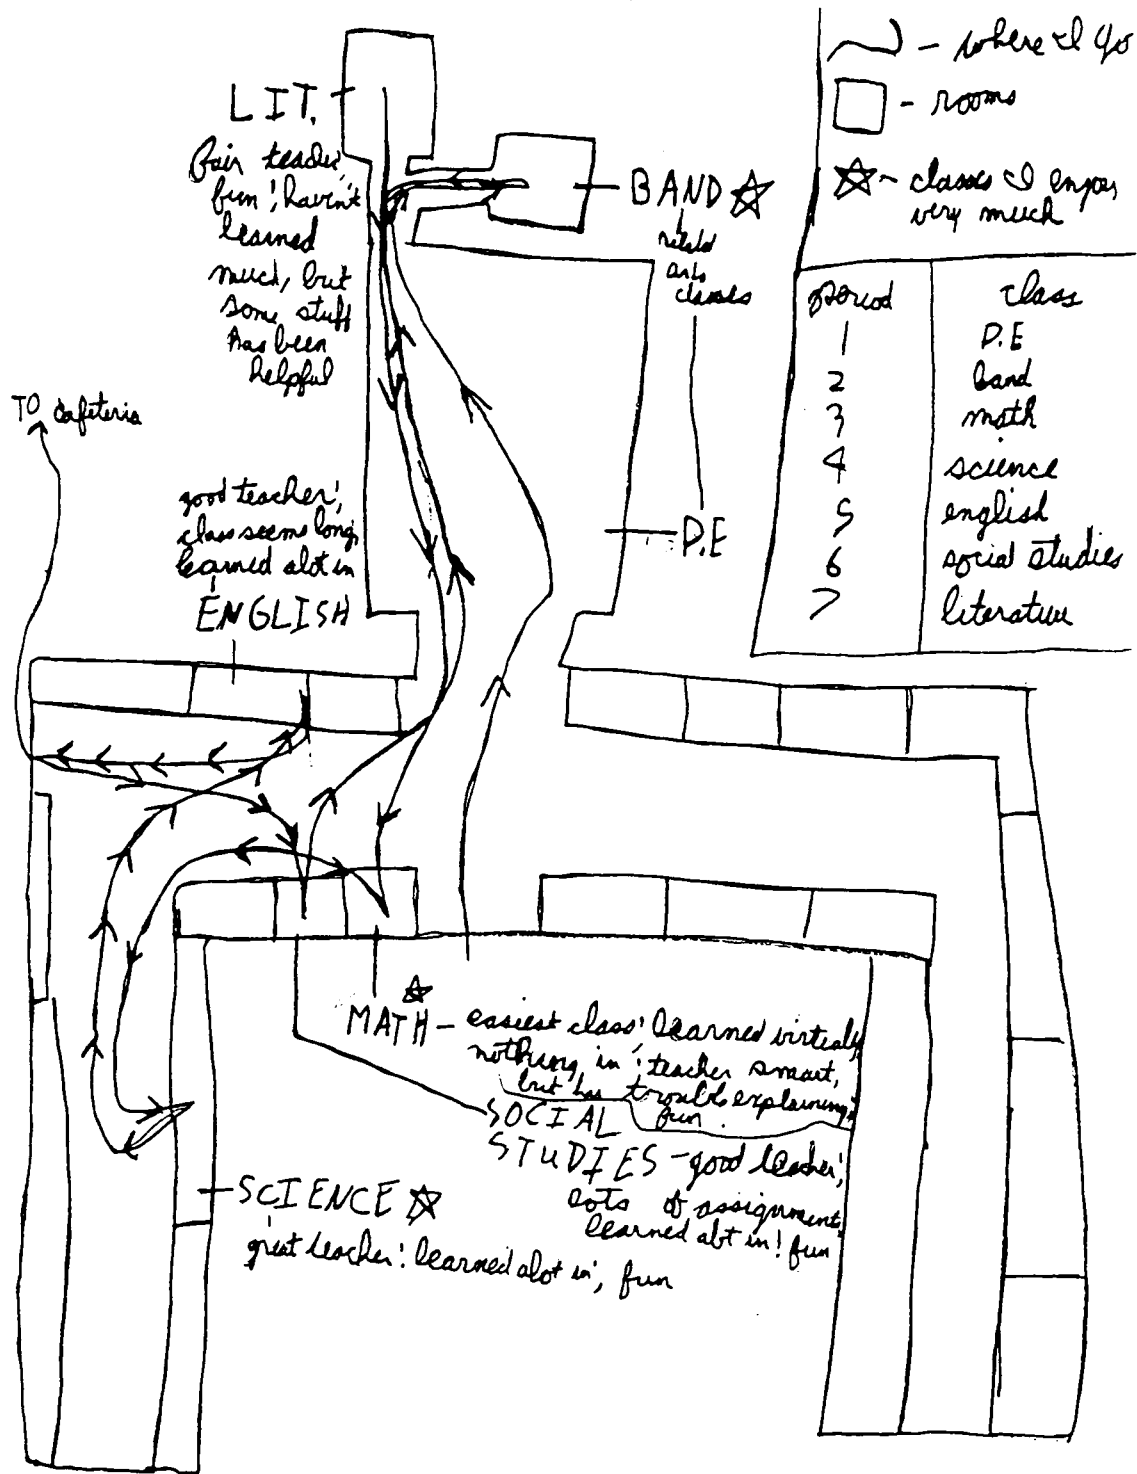 LIT.
fair teacher,
fun! haven't
learned
much, but
some stuff
has been
helpful
BAND
relat
arts
classes
P.E
- where I go
- rooms
- classes I enjoy
very much
period class
1 P.E
2 band
3 math
4 science
5 english
6 social studies
7 literature
TO cafeteria
good teacher!,
class seems long,
learned alot in
ENGLISH
MATH - easiest class! learned virtualy
nothing in! teacher smart,
but has trouble explaining;
fun.
SOCIAL
STUDIES - good teacher!,
lots of assignment,
learned alot in! fun
SCIENCE
great teacher! learned alot in!, fun